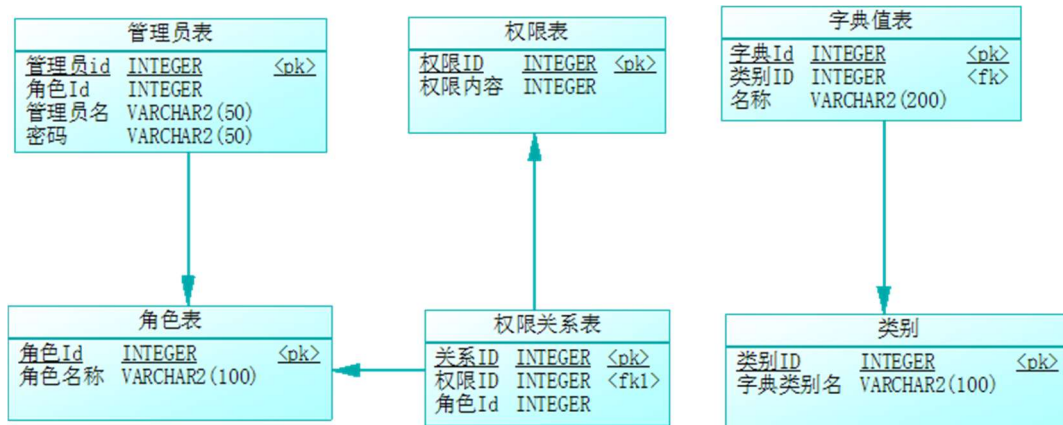 管理员表
管理员id INTEGER <pk>
角色Id INTEGER
管理员名 VARCHAR2(50)
密码 VARCHAR2(50)
权限表
权限ID INTEGER <pk>
权限内容 INTEGER
字典值表
字典Id INTEGER <pk>
类别ID INTEGER <fk>
名称 VARCHAR2(200)
角色表
角色Id INTEGER <pk>
角色名称 VARCHAR2(100)
权限关系表
关系ID INTEGER <pk>
权限ID INTEGER <fk1>
角色Id INTEGER
类别
类别ID INTEGER <pk>
字典类别名 VARCHAR2(100)